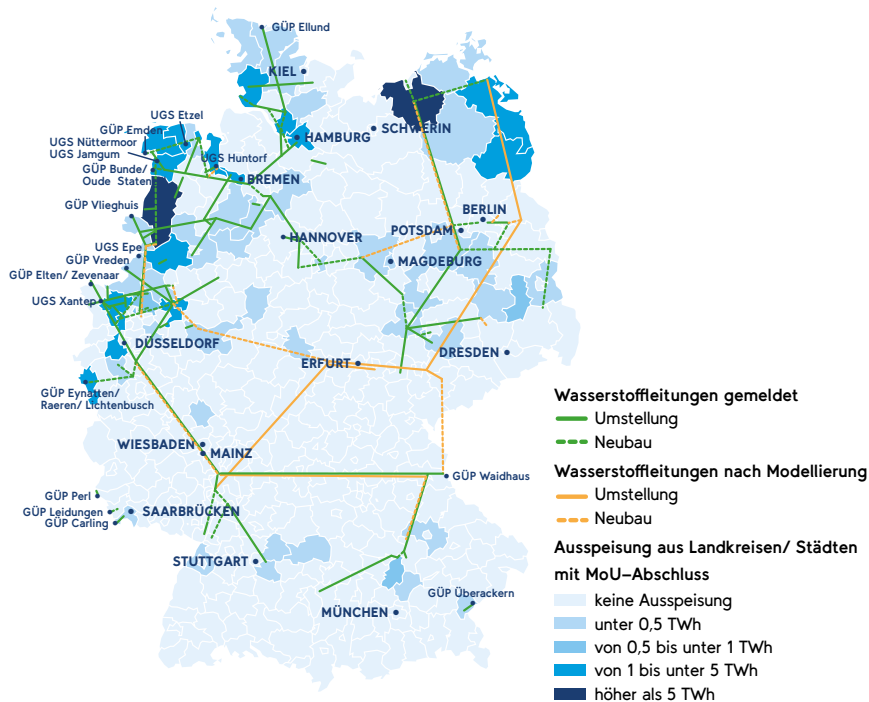 GÜP Ellund
KIEL
UGS Etzel
GÜP Emden
UGS Nüttermoor
UGS Jamgum
HAMBURG
SCHWERIN
UGS Huntorf
GÜP Bunde/
Oude Staten
BREMEN
GÜP Vlieghuis
BERLIN
POTSDAM
HANNOVER
UGS Epe
GÜP Vreden
MAGDEBURG
GÜP Elten/ Zevenaar
UGS Xanten
DÜSSELDORF
DRESDEN
ERFURT
GÜP Eynatten/
Raeren/ Lichtenbusch
WIESBADEN
MAINZ
GÜP Waidhaus
GÜP Perl
GÜP Leidungen
GÜP Carling
SAARBRÜCKEN
STUTTGART
GÜP Überackern
MÜNCHEN
Wasserstoffleitungen gemeldet
Umstellung
Neubau
Wasserstoffleitungen nach Modellierung
Umstellung
Neubau
Ausspeisung aus Landkreisen/ Städten
mit MoU-Abschluss
keine Ausspeisung
unter 0,5 TWh
von 0,5 bis unter 1 TWh
von 1 bis unter 5 TWh
höher als 5 TWh